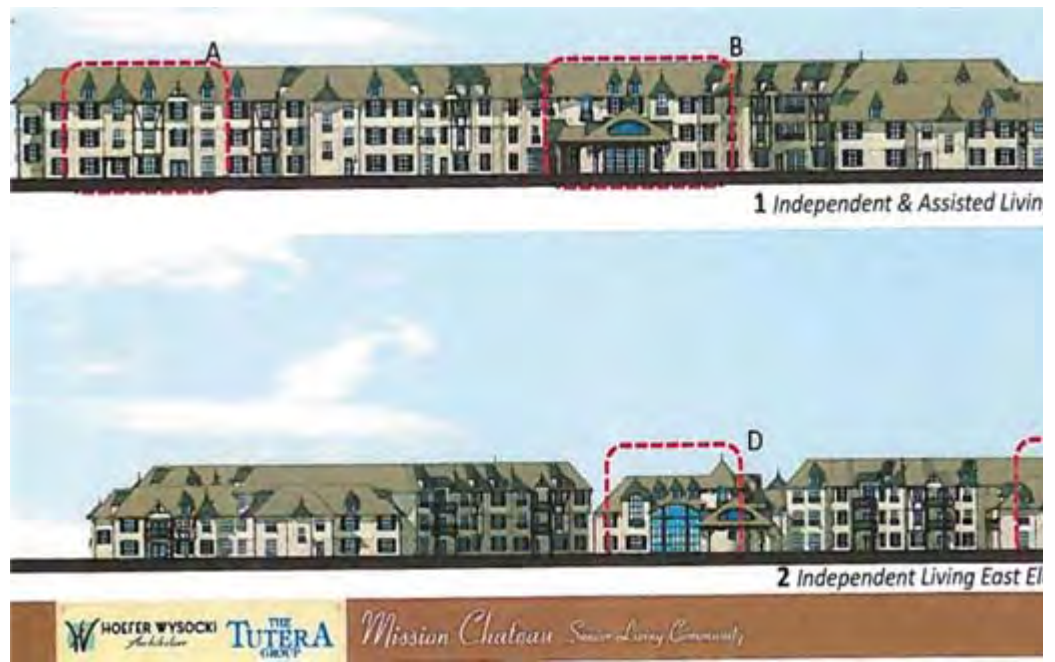 A
B
1 Independent & Assisted Livin
D
2 Independent Living East El
HOEFER WYSOCKI
Architecture
THE
TUTERA
GROUP
Mission Chateau Senior Living Community